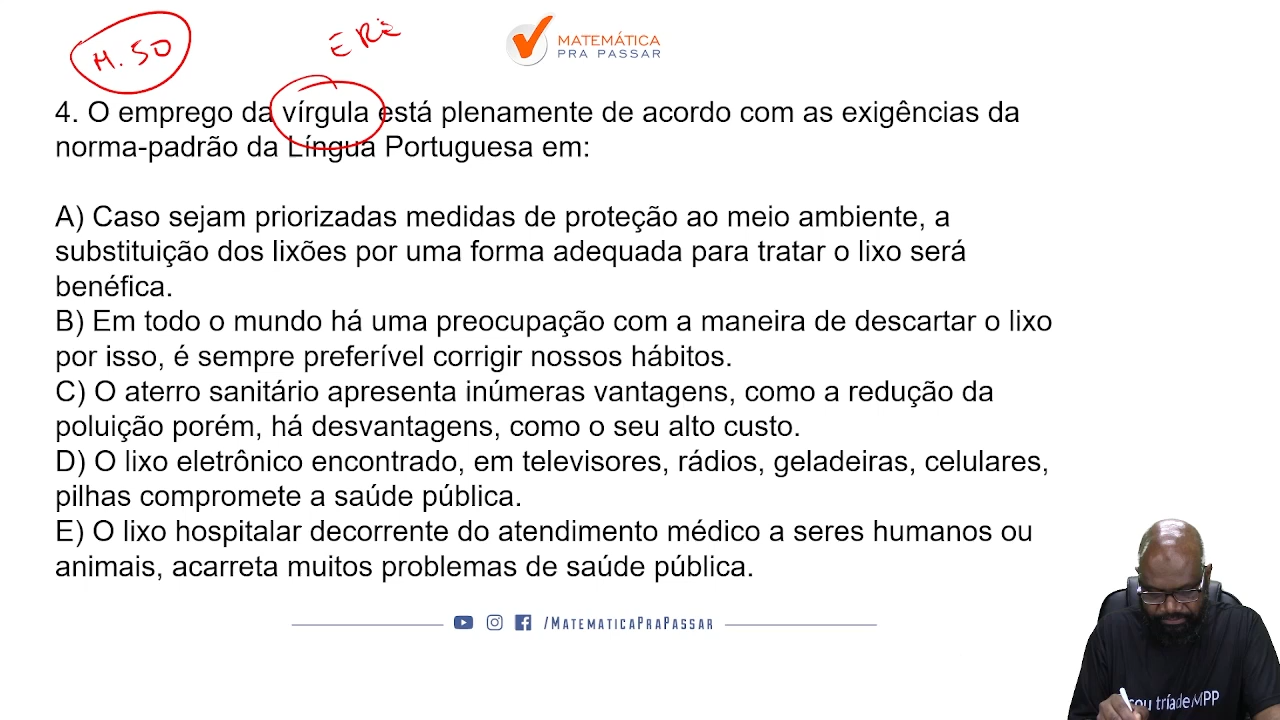 H. 50
ERE
MATEMÁTICA
PRA PASSAR
4. O emprego da vírgula está plenamente de acordo com as exigências da
norma-padrão da Língua Portuguesa em:
A) Caso sejam priorizadas medidas de proteção ao meio ambiente, a
substituição dos lixões por uma forma adequada para tratar o lixo será
benéfica.
B) Em todo o mundo há uma preocupação com a maneira de descartar o lixo
por isso, é sempre preferível corrigir nossos hábitos.
C) O aterro sanitário apresenta inúmeras vantagens, como a redução da
poluição porém, há desvantagens, como o seu alto custo.
D) O lixo eletrônico encontrado, em televisores, rádios, geladeiras, celulares,
pilhas compromete a saúde pública.
E) O lixo hospitalar decorrente do atendimento médico a seres humanos ou
animais, acarreta muitos problemas de saúde pública.
/MATEMATICAPRAPASSAR
sou tríade MPP